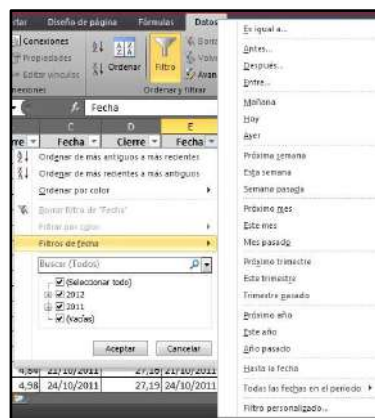 rtar Diseño de página Fórmulas Datos
Conexiones
Propiedades
Editar vínculos
Ordenar
Filtro
Ordenar y filtrar
fx Fecha
C D E
rre Fecha Cierre Fecha
Ordenar de más antiguos a más recientes
Ordenar de más recientes a más antiguos
Ordenar por color
Borrar filtro de "Fecha"
Filtrar por color
Filtros de fecha
Buscar (Todos)
(Seleccionar todo)
2012
2011
(Vacías)
Aceptar Cancelar
4,84 21/10/2011 27,18 21/10/2011
4,98 24/10/2011 27,19 24/10/2011
Es igual a...
Antes...
Después...
Entre...
Mañana
Hoy
Ayer
Próxima semana
Esta semana
Semana pasada
Próximo mes
Este mes
Mes pasado
Próximo trimestre
Este trimestre
Trimestre pasado
Próximo año
Este año
Año pasado
Hasta la fecha
Todas las fechas en el período
Filtro personalizado...